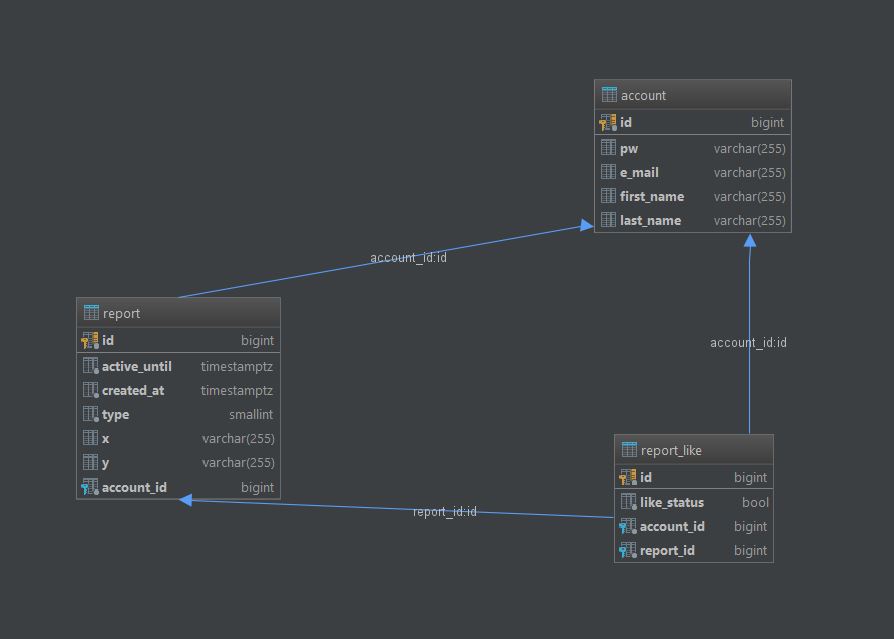 account
id bigint
pw varchar(255)
e_mail varchar(255)
first_name varchar(255)
last_name varchar(255)
account_id:id
report
id bigint
active_until timestamptz
created_at timestamptz
type smallint
x varchar(255)
y varchar(255)
account_id bigint
account_id:id
report_like
id bigint
like_status bool
account_id bigint
report_id bigint
report_id:id